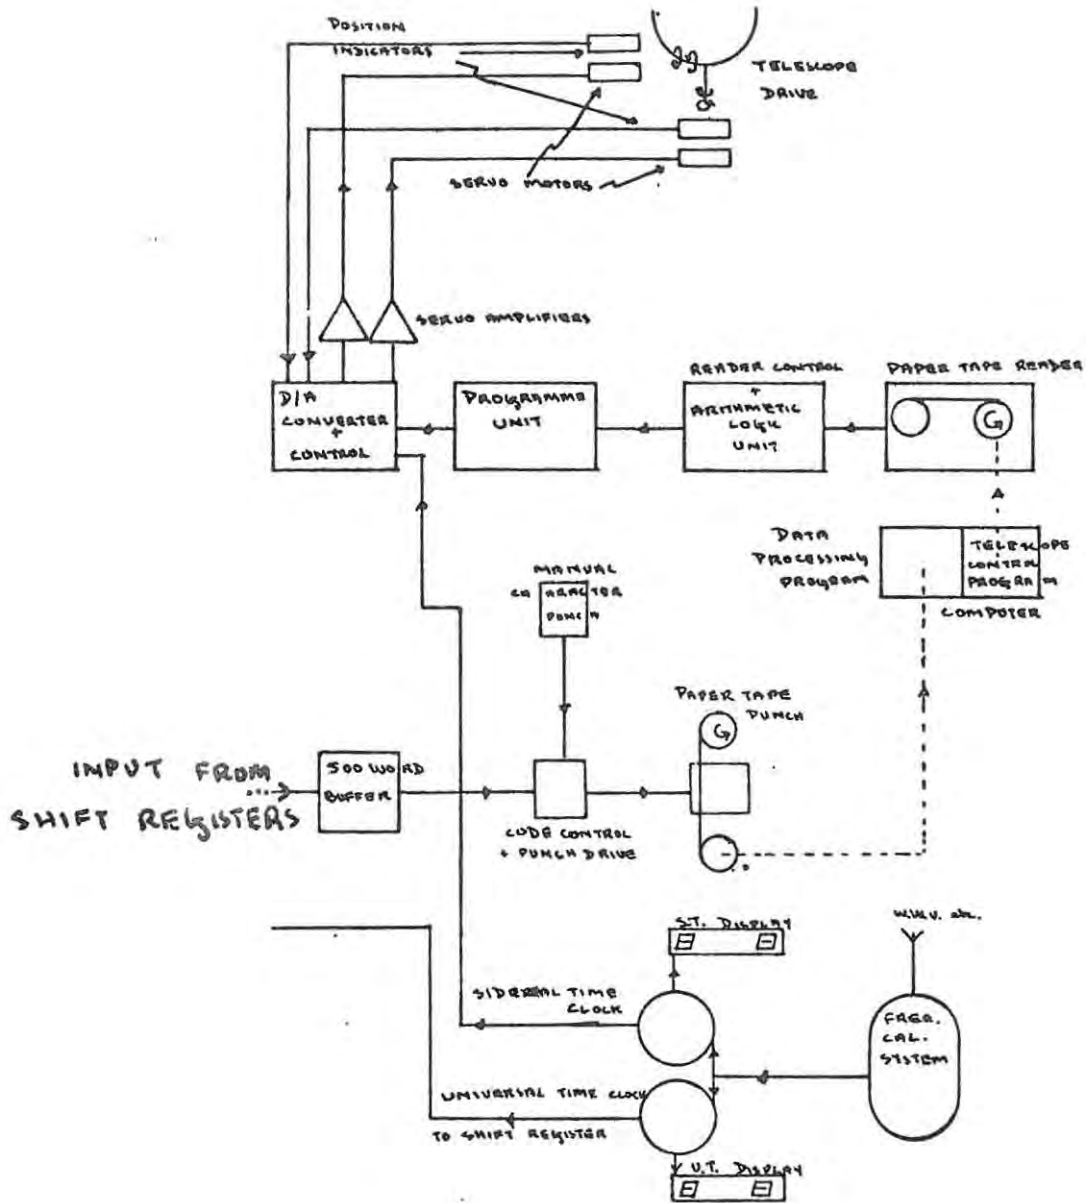 POSITION
INDICATORS
TELESCOPE
DRIVE
SERVO MOTORS
SERVO AMPLIFIERS
D/A
CONVERTER
+
CONTROL
PROGRAMME
UNIT
READER CONTROL
+
ARITHMETIC
LOGIC
UNIT
PAPER TAPE READER
DATA
PROCESSING
PROGRAM
TELESCOPE
CONTROL
PROGRAM
COMPUTER
MANUAL
CHARACTER
PUNCH
PAPER TAPE
PUNCH
INPUT FROM
SHIFT REGISTERS
500 WORD
BUFFER
CODE CONTROL
+ PUNCH DRIVE
S.T. DISPLAY
W.W.V. etc.
SIDEREAL TIME
CLOCK
FREQ.
CAL.
SYSTEM
UNIVERSAL TIME CLOCK
TO SHIFT REGISTER
U.T. DISPLAY